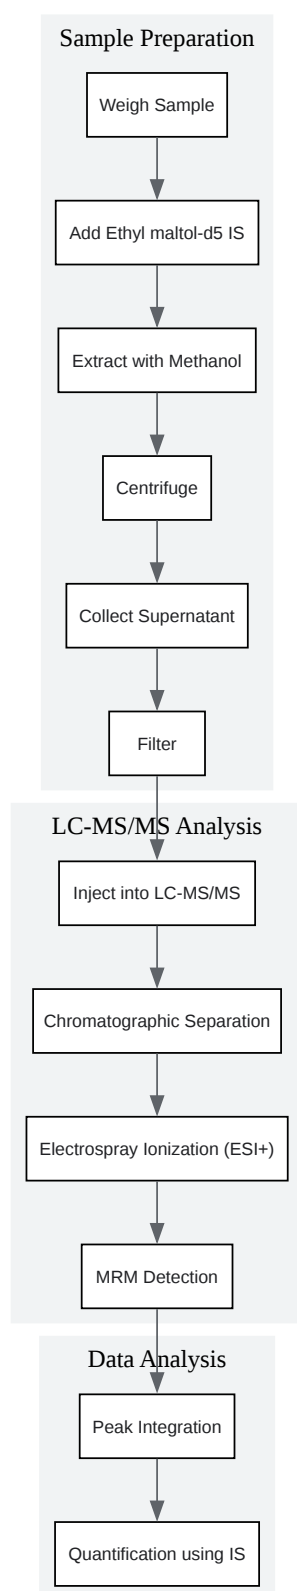 Sample Preparation
Weigh Sample
Add Ethyl maltol-d5 IS
Extract with Methanol
Centrifuge
Collect Supernatant
Filter
LC-MS/MS Analysis
Inject into LC-MS/MS
Chromatographic Separation
Electrospray Ionization (ESI+)
MRM Detection
Data Analysis
Peak Integration
Quantification using IS